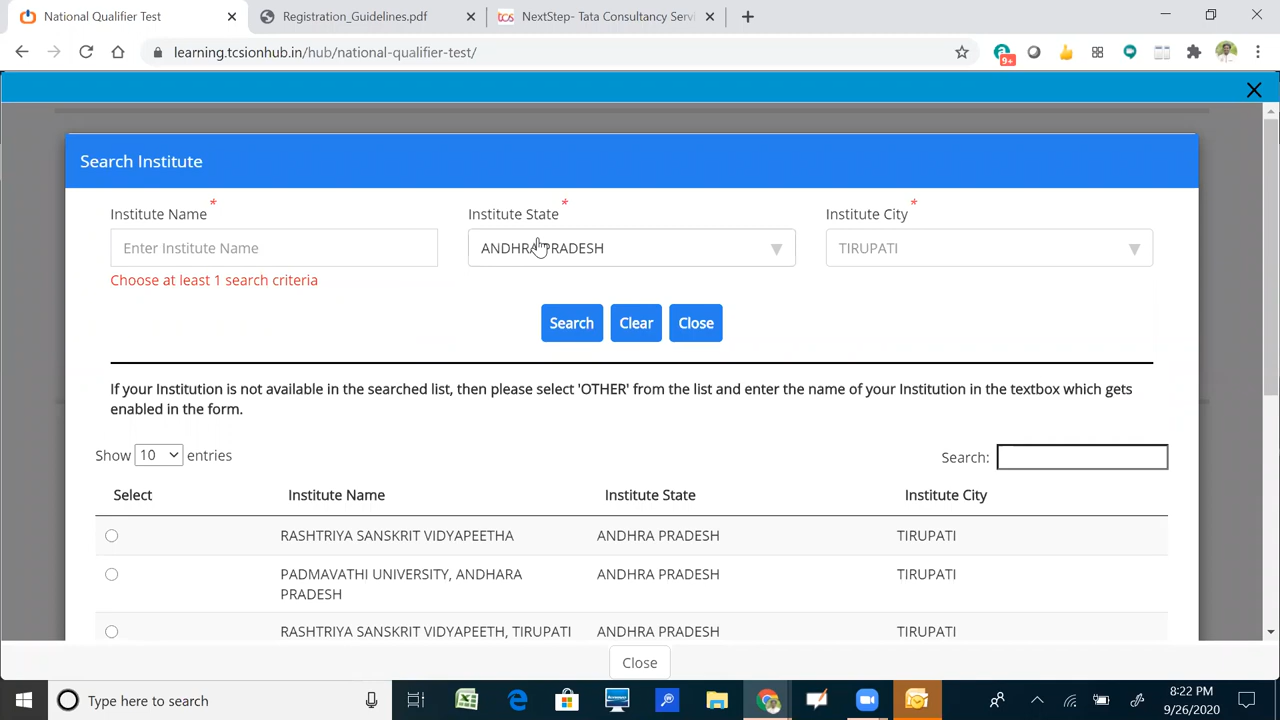 National Qualifier Test
Registration_Guidelines.pdf
tcs
NextStep- Tata Consultancy Servi
learning.tcsionhub.in/hub/national-qualifier-test/
9+
Search Institute
Institute Name *
Institute State *
Institute City *
Enter Institute Name
ANDHRA PRADESH
TIRUPATI
Choose at least 1 search criteria
Search
Clear
Close
If your Institution is not available in the searched list, then please select 'OTHER' from the list and enter the name of your Institution in the textbox which gets
enabled in the form.
Show 10 entries
Search:
Select
Institute Name
Institute State
Institute City
RASHTRIYA SANSKRIT VIDYAPEETHA
ANDHRA PRADESH
TIRUPATI
PADMAVATHI UNIVERSITY, ANDHARA
PRADESH
ANDHRA PRADESH
TIRUPATI
RASHTRIYA SANSKRIT VIDYAPEETH, TIRUPATI
ANDHRA PRADESH
TIRUPATI
Close
Type here to search
8:22 PM
9/26/2020